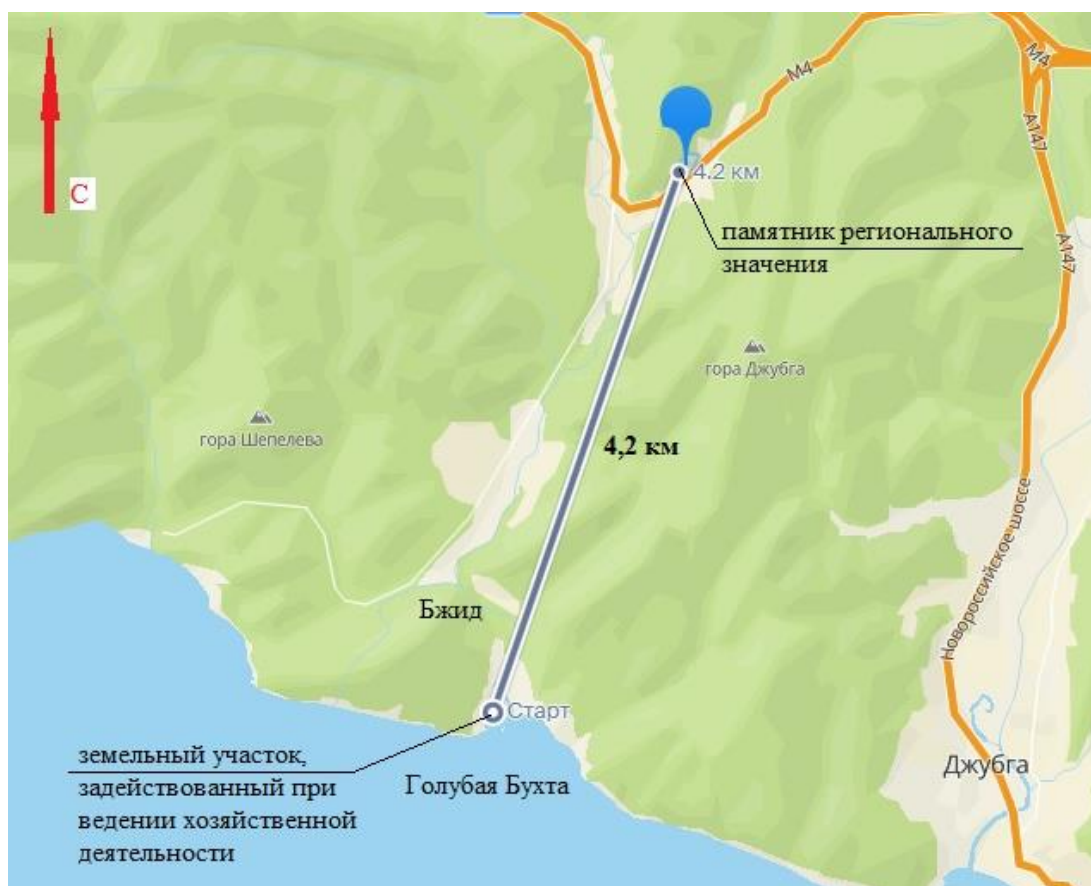 С
М4
М4
А147
4.2 км
памятник регионального
значения
А147
гора Джубга
гора Шепелева
4,2 км
Новороссийское шоссе
Бжид
Старт
земельный участок,
задействованный при
ведении хозяйственной
деятельности
Голубая Бухта
Джубга